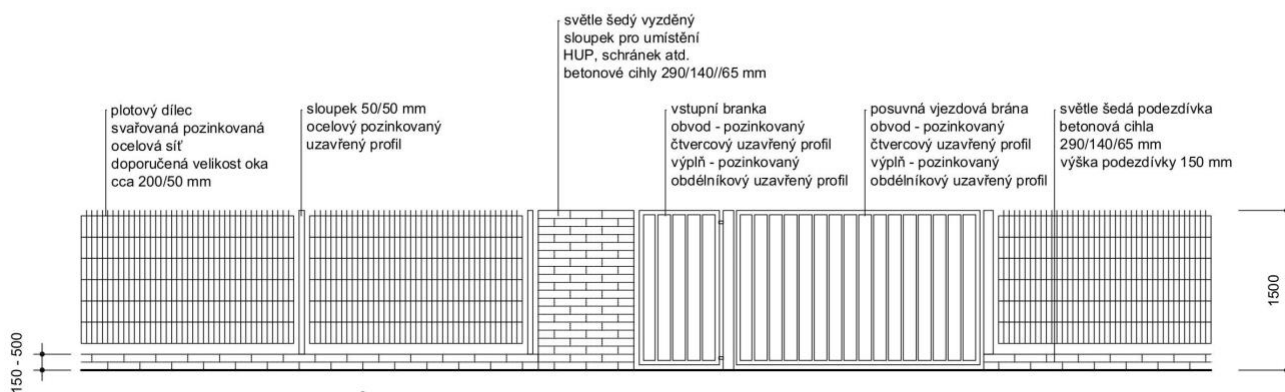 světle šedý vyzděný
sloupek pro umístění
HUP, schránek atd.
betonové cihly 290/140//65 mm
plotový dílec
svařovaná pozinkovaná
ocelová síť
doporučená velikost oka
cca 200/50 mm
sloupek 50/50 mm
ocelový pozinkovaný
uzavřený profil
vstupní branka
obvod - pozinkovaný
čtvercový uzavřený profil
výplň - pozinkovaný
obdélníkový uzavřený profil
posuvná vjezdová brána
obvod - pozinkovaný
čtvercový uzavřený profil
výplň - pozinkovaný
obdélníkový uzavřený profil
světle šedá podezdívka
betonová cihla
290/140/65 mm
výška podezdívky 150 mm
150 - 500
1500